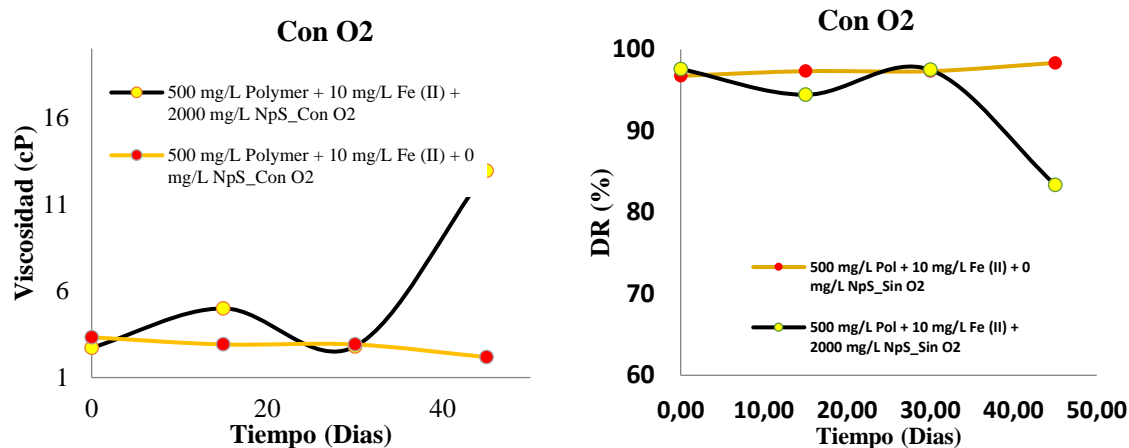 Con O2
Viscosidad (cP)
16
11
6
1
500 mg/L Polymer + 10 mg/L Fe (II) +
2000 mg/L NpS_Con O2
500 mg/L Polymer + 10 mg/L Fe (II) + 0
mg/L NpS_Con O2
0
20
40
Tiempo (Dias)
Con O2
DR (%)
100
90
80
70
60
500 mg/L Pol + 10 mg/L Fe (II) + 0
mg/L NpS_Sin O2
500 mg/L Pol + 10 mg/L Fe (II) +
2000 mg/L NpS_Sin O2
0,00
10,00
20,00
30,00
40,00
50,00
Tiempo (Dias)